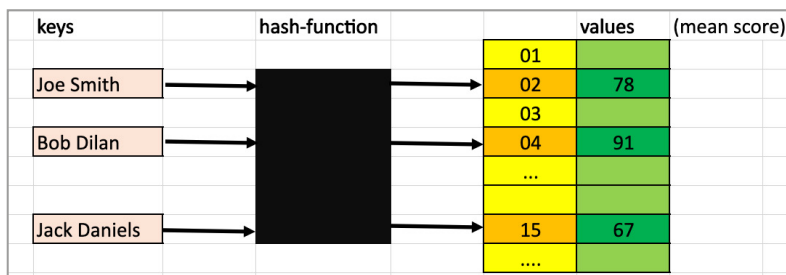 keys hash-function values (mean score)
01
Joe Smith 02 78
03
Bob Dilan 04 91
...
Jack Daniels 15 67
....